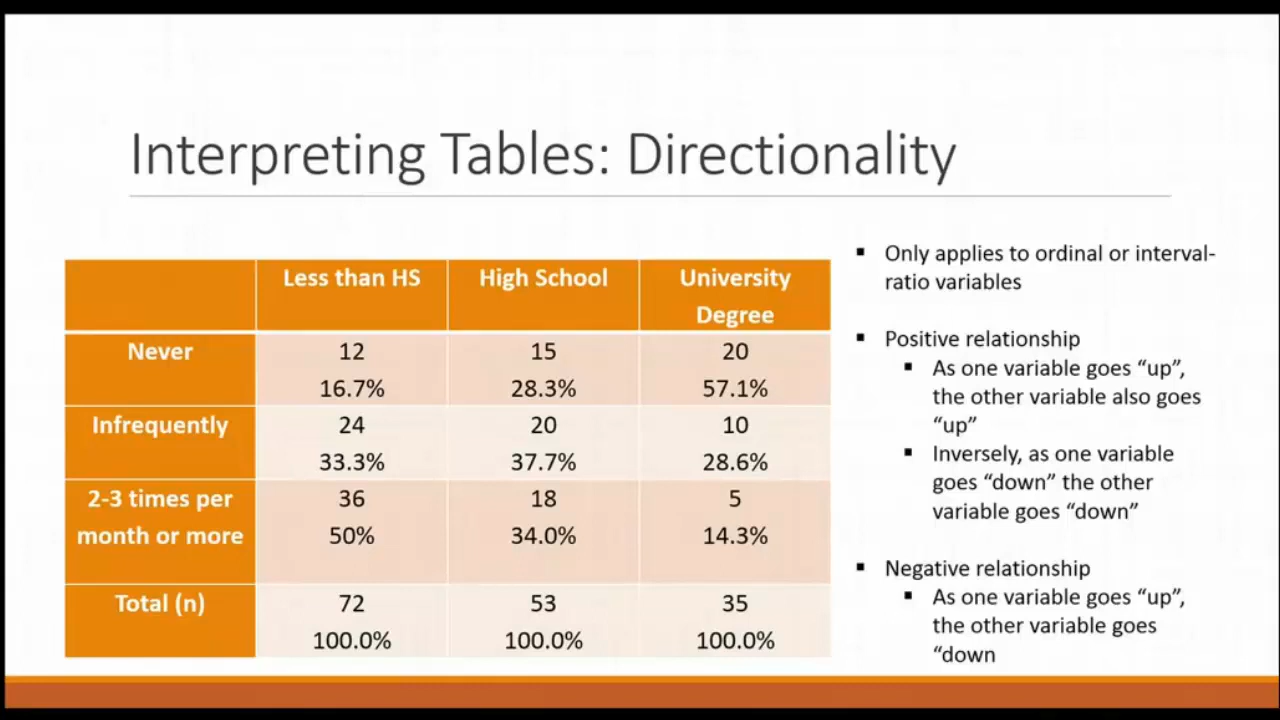 Interpreting Tables: Directionality
Less than HS High School University
Degree
Never 12 15 20
16.7% 28.3% 57.1%
Infrequently 24 20 10
33.3% 37.7% 28.6%
2-3 times per 36 18 5
month or more 50% 34.0% 14.3%
Total (n) 72 53 35
100.0% 100.0% 100.0%
▪ Only applies to ordinal or interval-
ratio variables
▪ Positive relationship
▪ As one variable goes “up”,
the other variable also goes
“up”
▪ Inversely, as one variable
goes “down” the other
variable goes “down”
▪ Negative relationship
▪ As one variable goes “up”,
the other variable goes
“down